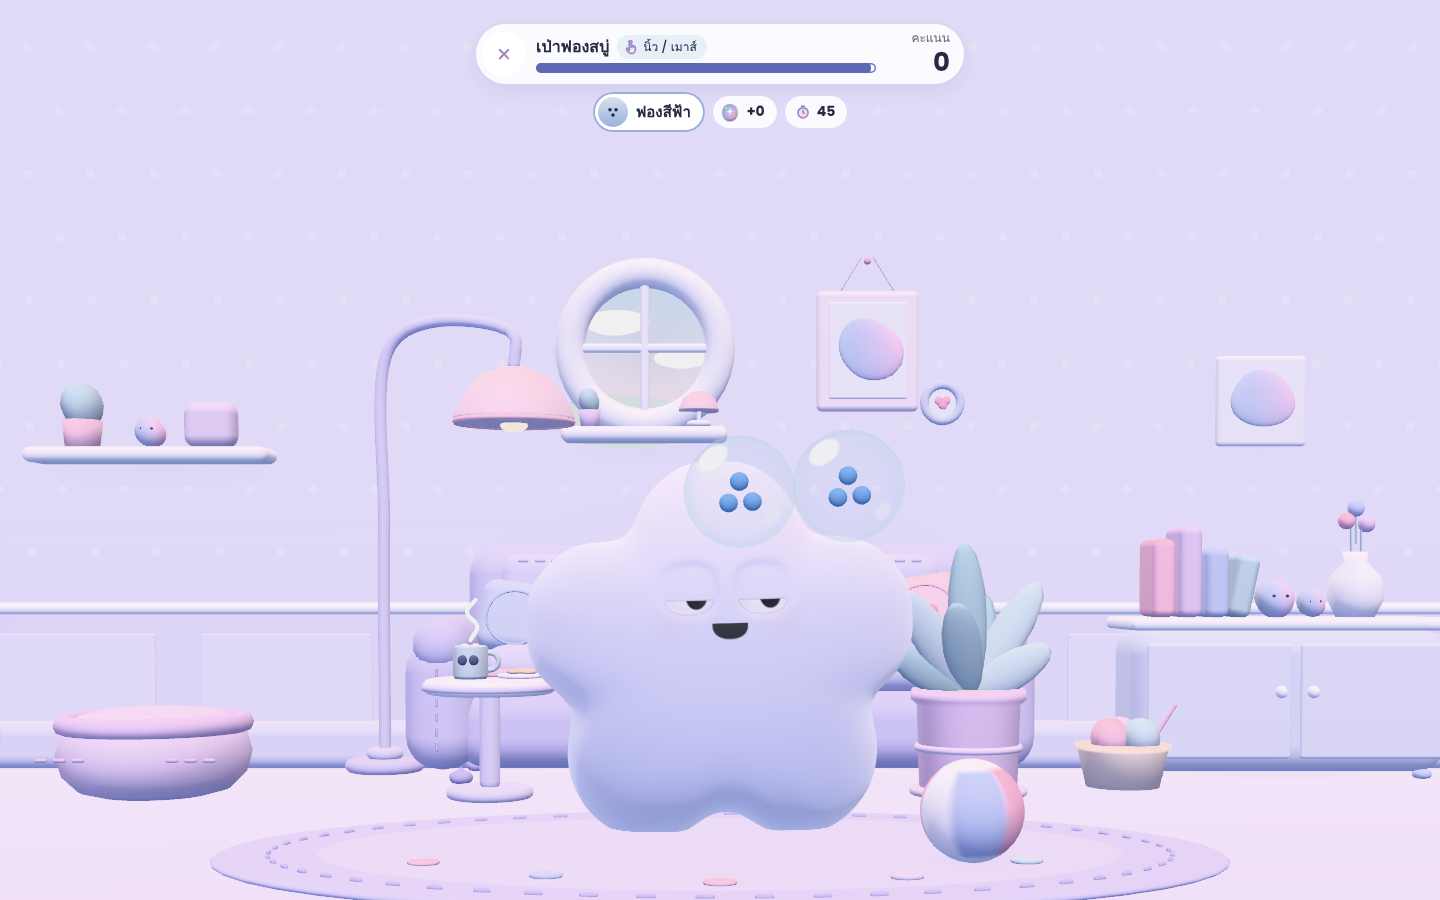 เป่าฟองสบู่
นิ้ว / เมาส์
คะแนน
0
ฟองสีฟ้า
+0
45